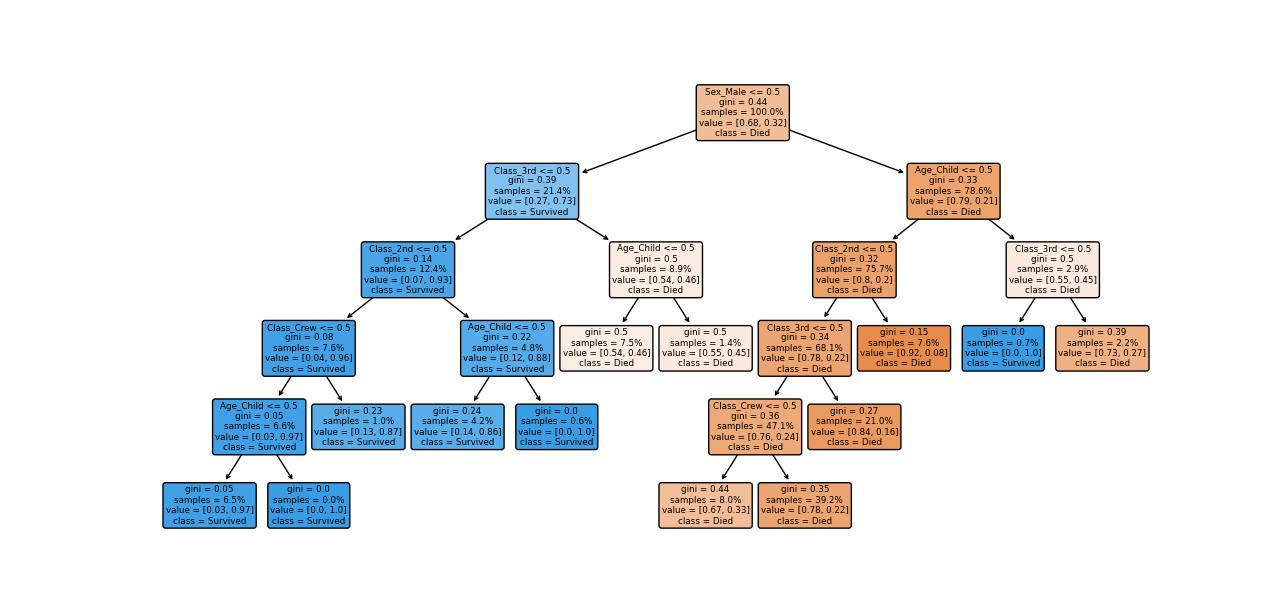 Sex_Male <= 0.5
gini = 0.44
samples = 100.0%
value = [0.68, 0.32]
class = Died
Class_3rd <= 0.5
gini = 0.39
samples = 21.4%
value = [0.27, 0.73]
class = Survived
Age_Child <= 0.5
gini = 0.33
samples = 78.6%
value = [0.79, 0.21]
class = Died
Class_2nd <= 0.5
gini = 0.14
samples = 12.4%
value = [0.07, 0.93]
class = Survived
Age_Child <= 0.5
gini = 0.5
samples = 8.9%
value = [0.54, 0.46]
class = Died
Class_2nd <= 0.5
gini = 0.32
samples = 75.7%
value = [0.8, 0.2]
class = Died
Class_3rd <= 0.5
gini = 0.5
samples = 2.9%
value = [0.55, 0.45]
class = Died
Class_Crew <= 0.5
gini = 0.08
samples = 7.6%
value = [0.04, 0.96]
class = Survived
Age_Child <= 0.5
gini = 0.22
samples = 4.8%
value = [0.12, 0.88]
class = Survived
gini = 0.5
samples = 7.5%
value = [0.54, 0.46]
class = Died
gini = 0.5
samples = 1.4%
value = [0.55, 0.45]
class = Died
Class_3rd <= 0.5
gini = 0.34
samples = 68.1%
value = [0.78, 0.22]
class = Died
gini = 0.15
samples = 7.6%
value = [0.92, 0.08]
class = Died
gini = 0.0
samples = 0.7%
value = [0.0, 1.0]
class = Survived
gini = 0.39
samples = 2.2%
value = [0.73, 0.27]
class = Died
Age_Child <= 0.5
gini = 0.05
samples = 6.6%
value = [0.03, 0.97]
class = Survived
gini = 0.23
samples = 1.0%
value = [0.13, 0.87]
class = Survived
gini = 0.24
samples = 4.2%
value = [0.14, 0.86]
class = Survived
gini = 0.0
samples = 0.6%
value = [0.0, 1.0]
class = Survived
Class_Crew <= 0.5
gini = 0.36
samples = 47.1%
value = [0.76, 0.24]
class = Died
gini = 0.27
samples = 21.0%
value = [0.84, 0.16]
class = Died
gini = 0.05
samples = 6.5%
value = [0.03, 0.97]
class = Survived
gini = 0.0
samples = 0.0%
value = [0.0, 1.0]
class = Survived
gini = 0.44
samples = 8.0%
value = [0.67, 0.33]
class = Died
gini = 0.35
samples = 39.2%
value = [0.78, 0.22]
class = Died